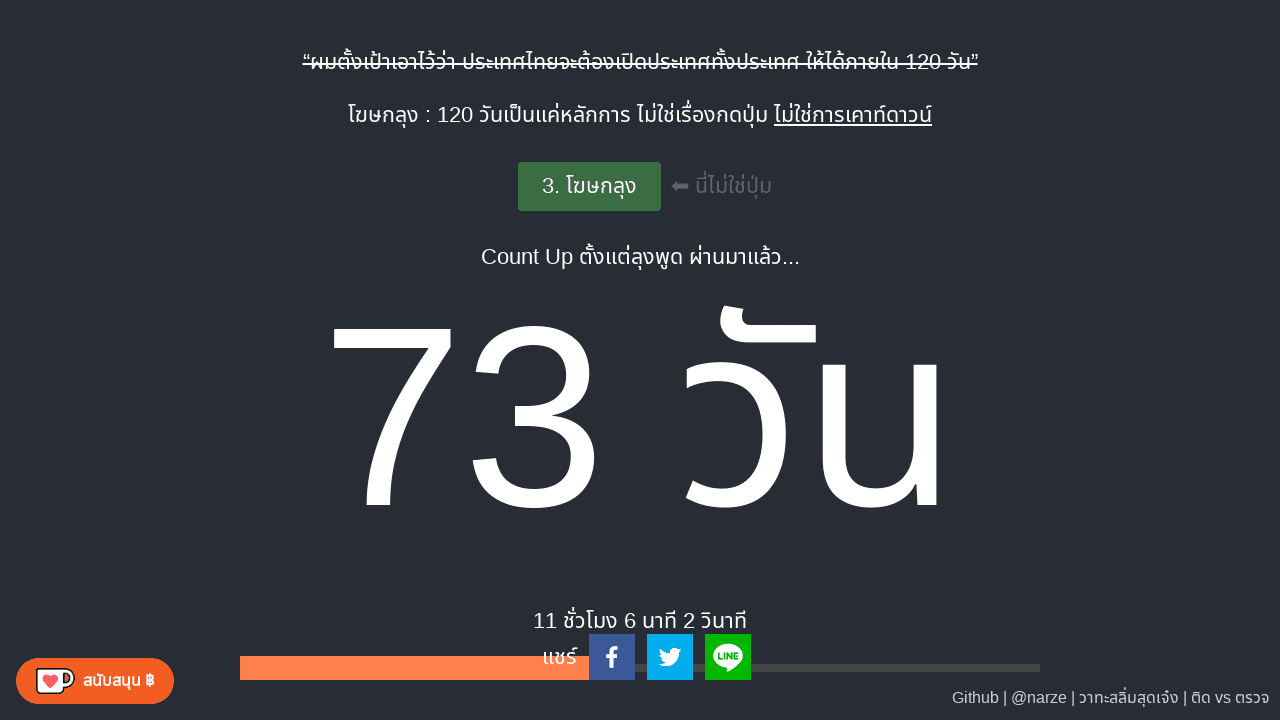 “ผมตั้งเป้าเอาไว้ว่า ประเทศไทยจะต้องเปิดประเทศทั้งประเทศ ให้ได้ภายใน 120 วัน”
โฆษกลุง : 120 วันเป็นแค่หลักการ ไม่ใช่เรื่องกดปุ่ม ไม่ใช่การเคาท์ดาวน์
3. โฆษกลุง ⬅ นี่ไม่ใช่ปุ่ม
Count Up ตั้งแต่ลุงพูด ผ่านมาแล้ว...
73 วัน
11 ชั่วโมง 6 นาที 2 วินาที
แชร์ LINE
สนับสนุน ฿
Github | @narze | วาทะสลิ่มสุดเจ๋ง | ติด vs ตรวจ